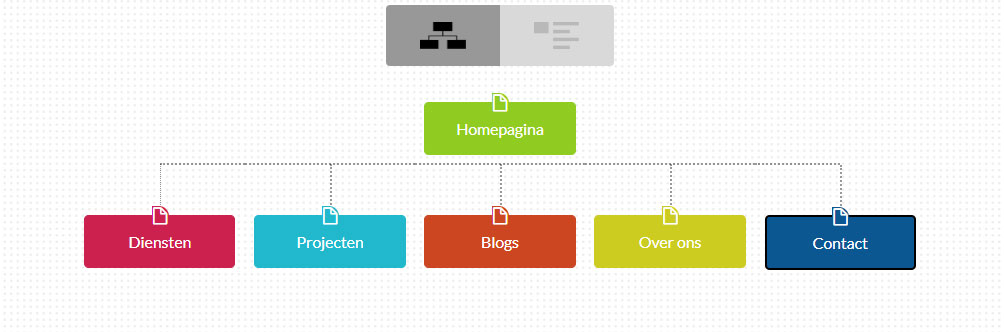 Homepagina
Diensten
Projecten
Blogs
Over ons
Contact